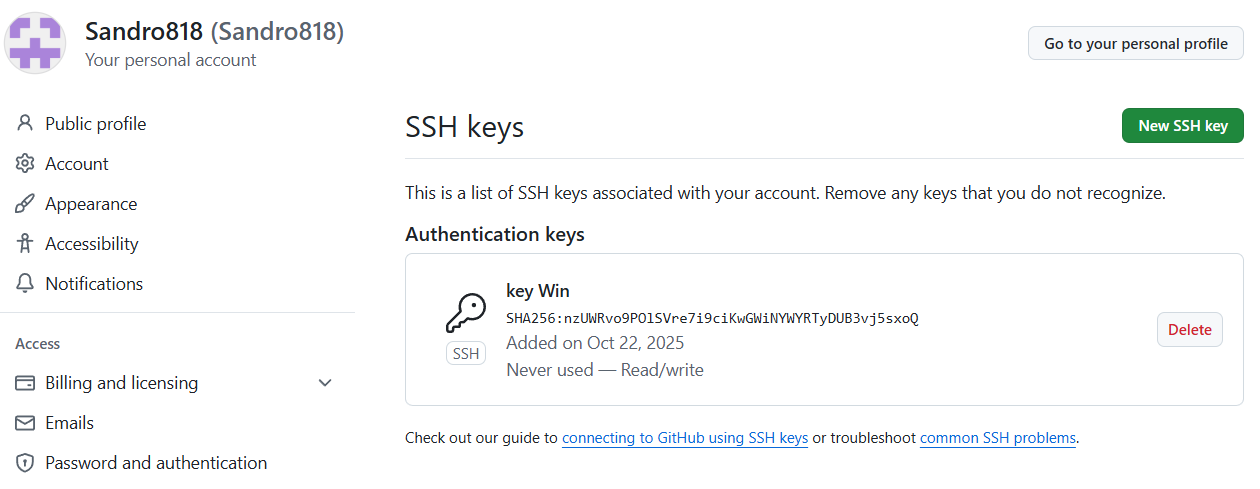 Sandro818 (Sandro818)
Your personal account
Go to your personal profile
Public profile
Account
Appearance
Accessibility
Notifications
Access
Billing and licensing
Emails
Password and authentication
SSH keys
New SSH key
This is a list of SSH keys associated with your account. Remove any keys that you do not recognize.
Authentication keys
SSH
key Win
SHA256:nzUWRvo9PO1SVre7i9ciKwGWiNYWYRTyDUB3vj5sxoQ
Added on Oct 22, 2025
Never used — Read/write
Delete
Check out our guide to connecting to GitHub using SSH keys or troubleshoot common SSH problems.